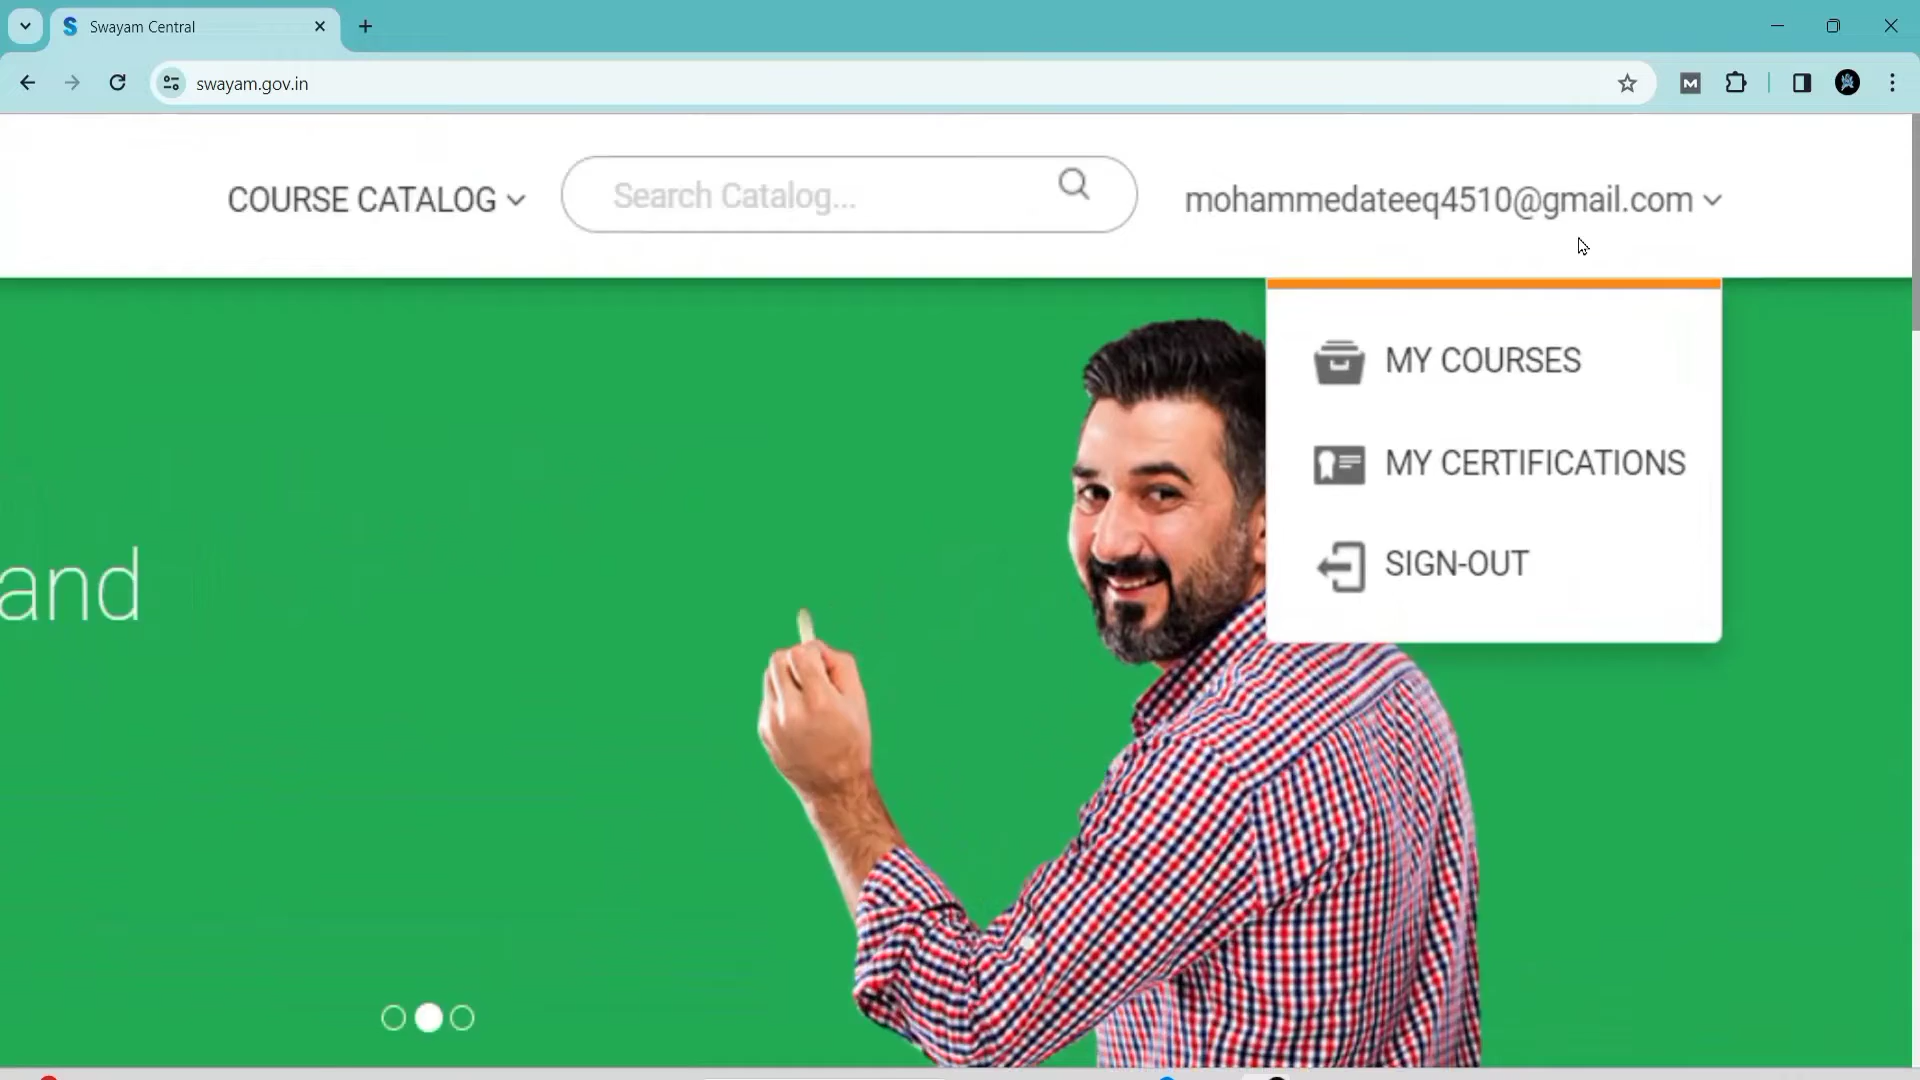 Swayam Central
swayam.gov.in
COURSE CATALOG
Search Catalog...
mohammedateeq4510@gmail.com
MY COURSES
MY CERTIFICATIONS
SIGN-OUT
and